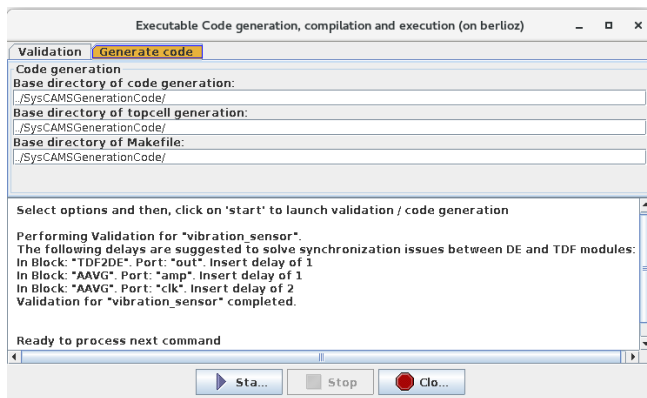 Executable Code generation, compilation and execution (on berlioz)
Validation Generate code
Code generation
Base directory of code generation:
../SysCAMSGenerationCode/
Base directory of topcell generation:
../SysCAMSGenerationCode/
Base directory of Makefile:
../SysCAMSGenerationCode/
Select options and then, click on 'start' to launch validation / code generation
Performing Validation for "vibration_sensor".
The following delays are suggested to solve synchronization issues between DE and TDF modules:
In Block: "TDF2DE". Port: "out". Insert delay of 1
In Block: "AAVG". Port: "amp". Insert delay of 1
In Block: "AAVG". Port: "clk". Insert delay of 2
Validation for "vibration_sensor" completed.
Ready to process next command
Sta... Stop Clo...